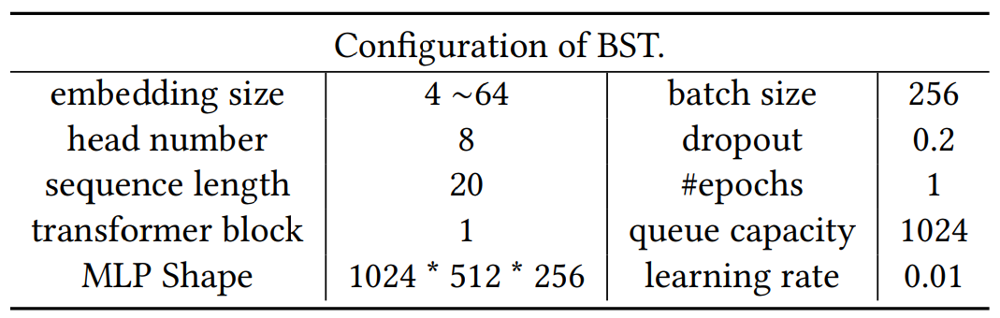 Configuration of BST.
embedding size 4 ~64 batch size 256
head number 8 dropout 0.2
sequence length 20 #epochs 1
transformer block 1 queue capacity 1024
MLP Shape 1024 * 512 * 256 learning rate 0.01